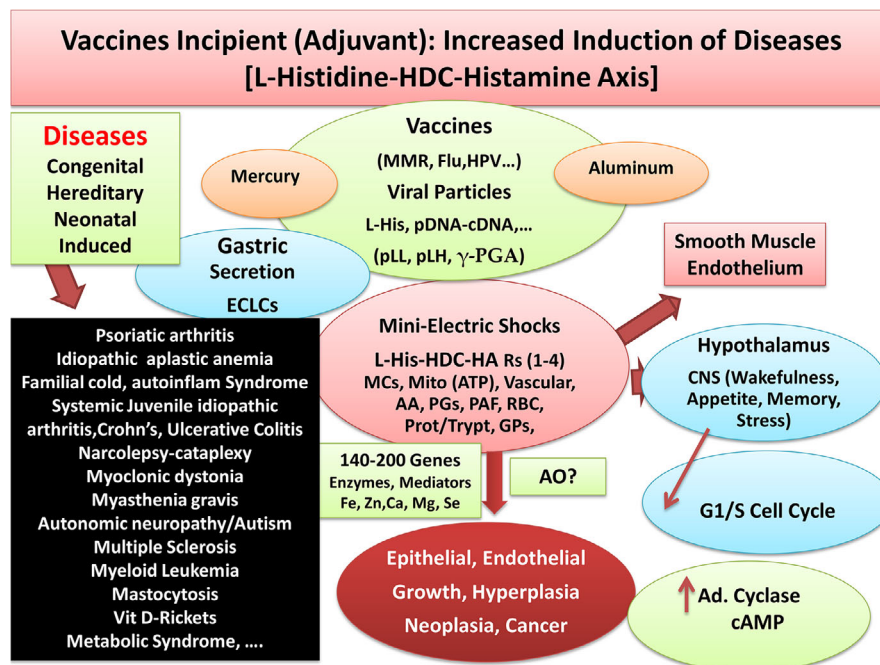 Vaccines Incipient (Adjuvant): Increased Induction of Diseases
[L-Histidine-HDC-Histamine Axis]
Diseases
Congenital
Hereditary
Neonatal
Induced
Mercury
Vaccines
(MMR, Flu,HPV...)
Viral Particles
L-His, pDNA-cDNA,...
(pLL, pLH, γ-PGA)
Aluminum
Gastric
Secretion
ECLCs
Smooth Muscle
Endothelium
Mini-Electric Shocks
L-His-HDC-HA Rs (1-4)
MCs, Mito (ATP), Vascular,
AA, PGs, PAF, RBC,
Prot/Trypt, GPs,
Hypothalamus
CNS (Wakefulness,
Appetite, Memory,
Stress)
Psoriatic arthritis
Idiopathic aplastic anemia
Familial cold, autoinflam Syndrome
Systemic Juvenile idiopathic
arthritis,Crohn's, Ulcerative Colitis
Narcolepsy-cataplexy
Myoclonic dystonia
Myasthenia gravis
Autonomic neuropathy/Autism
Multiple Sclerosis
Myeloid Leukemia
Mastocytosis
Vit D-Rickets
Metabolic Syndrome, ....
140-200 Genes
Enzymes, Mediators
Fe, Zn,Ca, Mg, Se
AO?
G1/S Cell Cycle
Epithelial, Endothelial
Growth, Hyperplasia
Neoplasia, Cancer
Ad. Cyclase
cAMP